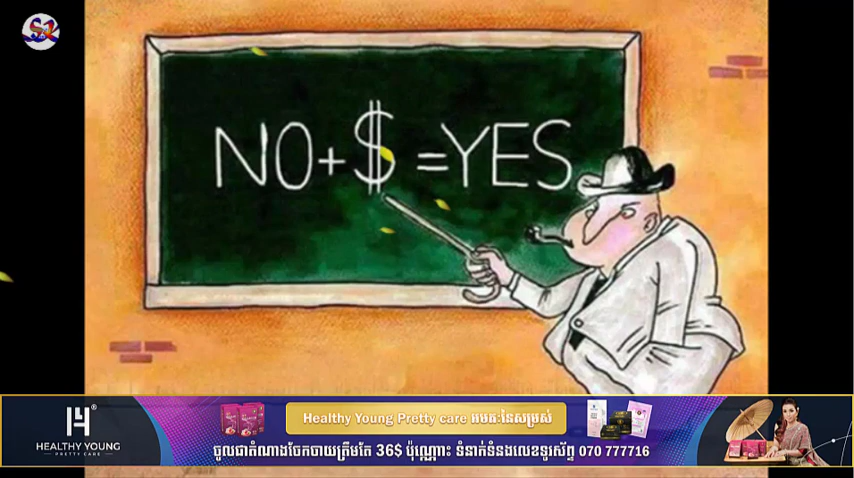 SR
NO+$=YES
H
HEALTHY YOUNG
PRETTY CARE
Healthy Young Pretty care អមតៈនៃសម្រស់
ចូលជាតំណាងចែកចាយត្រឹមតែ 36$ ប៉ុណ្ណោះ ទំនាក់ទំនងលេខទូរស័ព្ទ 070 777716